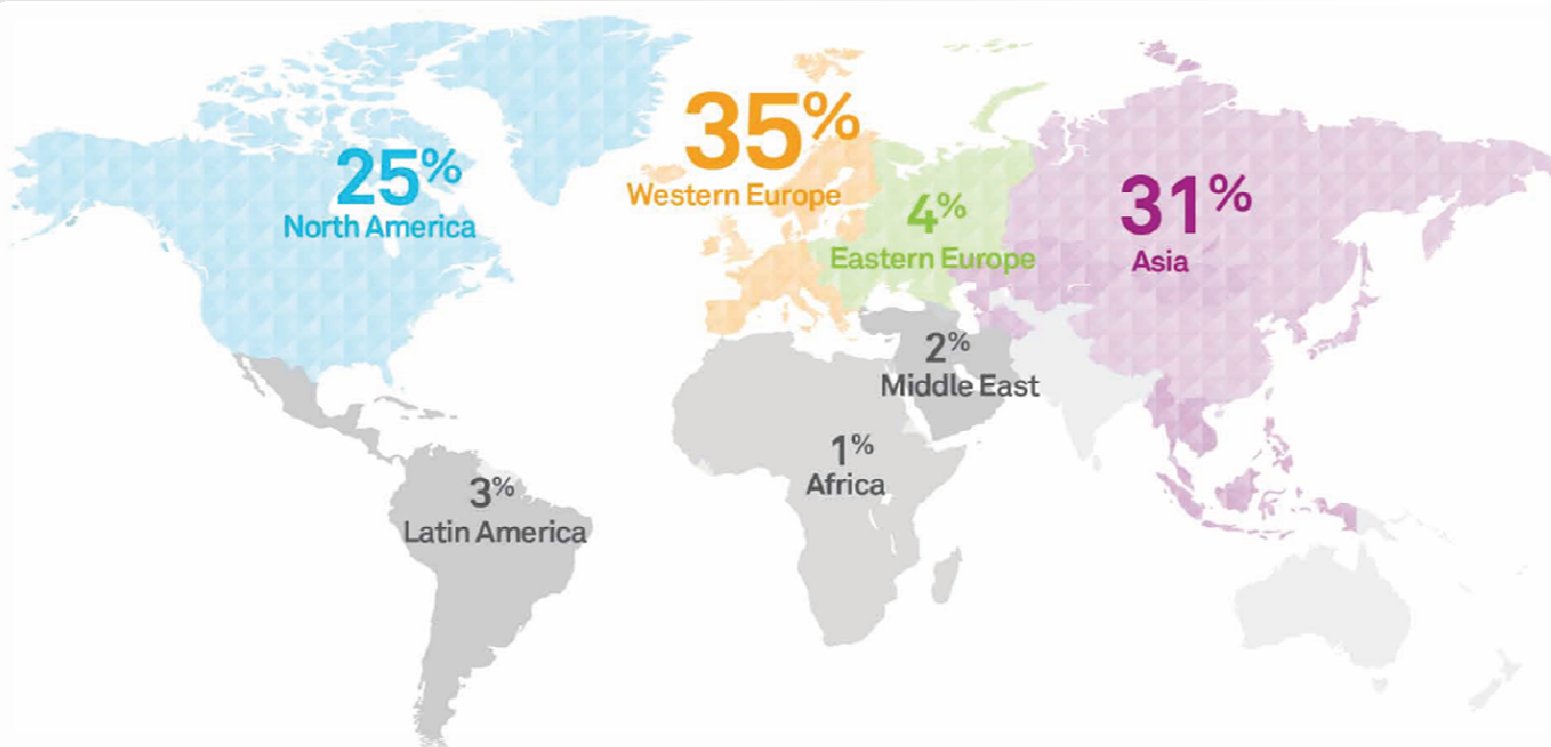 25%
North America
35%
Western Europe
4%
Eastern Europe
31%
Asia
2%
Middle East
1%
Africa
3%
Latin America